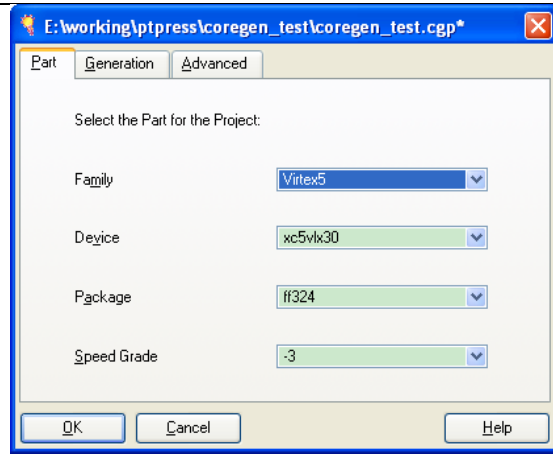 E:\working\ptpress\coregen_test\coregen_test.cgp*
Part Generation Advanced
Select the Part for the Project:
Family Virtex5
Device xc5vlx30
Package ff324
Speed Grade -3
OK Cancel Help